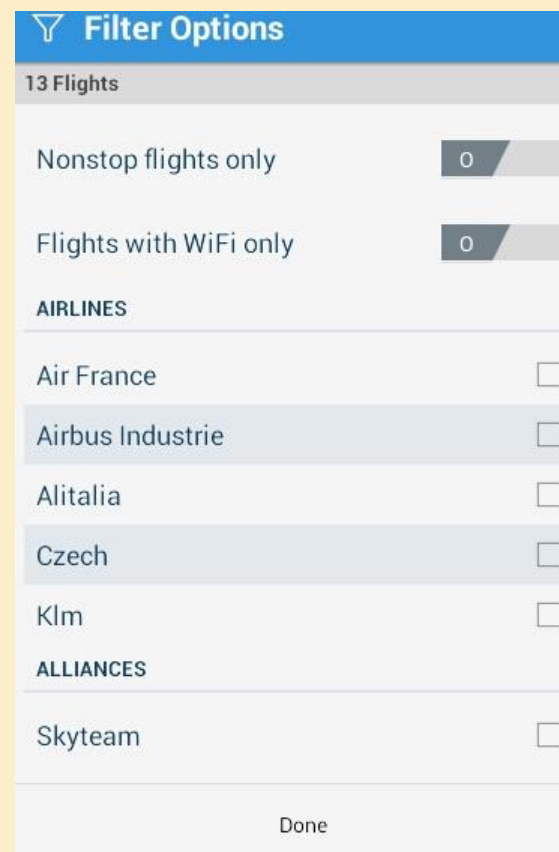 Filter Options
13 Flights
Nonstop flights only
O
Flights with WiFi only
O
AIRLINES
Air France
Airbus Industrie
Alitalia
Czech
Klm
ALLIANCES
Skyteam
Done